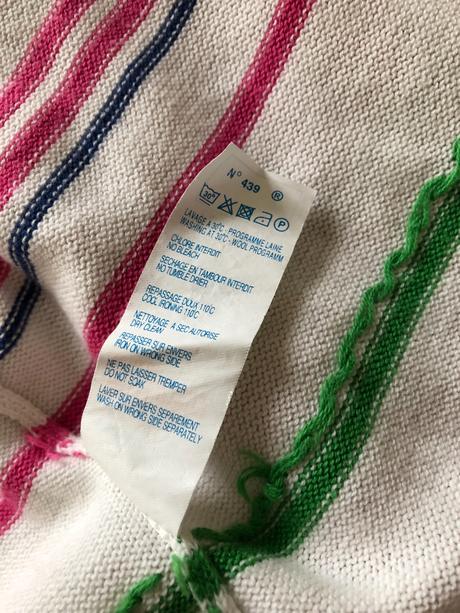 N° 439 ®
30° P
LAVAGE A 30°C - PROGRAMME LAINE
WASHING AT 30°C - WOOL PROGRAMM
CHLORE INTERDIT
NO BLEACH
SECHAGE EN TAMBOUR INTERDIT
NO TUMBLE DRIER
REPASSAGE DOUX 110°C
COOL IRONING 110°C
NETTOYAGE A SEC AUTORISE
DRY CLEAN
REPASSER SUR ENVERS
IRON ON WRONG SIDE
NE PAS LAISSER TREMPER
DO NOT SOAK
LAVER SUR ENVERS SEPAREMENT
WASH ON WRONG SIDE SEPARATELY